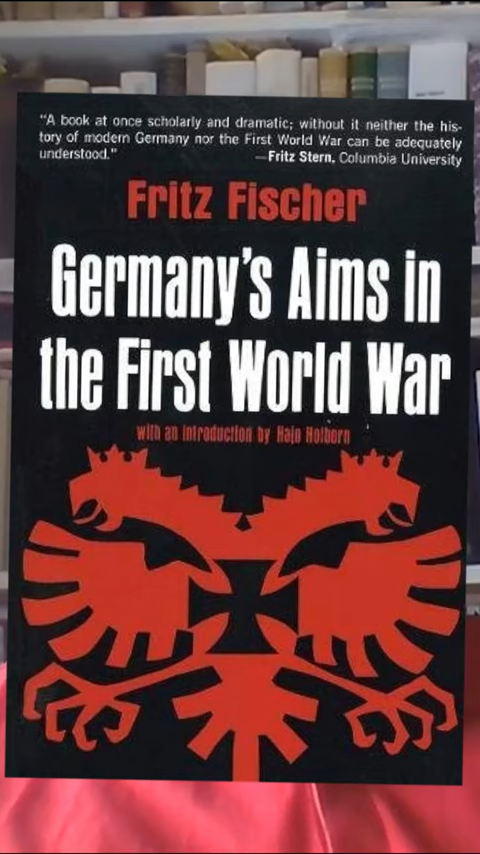 "A book at once scholarly and dramatic; without it neither the his-
tory of modern Germany nor the First World War can be adequately
understood." —Fritz Stern, Columbia University
Fritz Fischer
Germany's Aims in
the First World War
with an introduction by Hajo Holborn